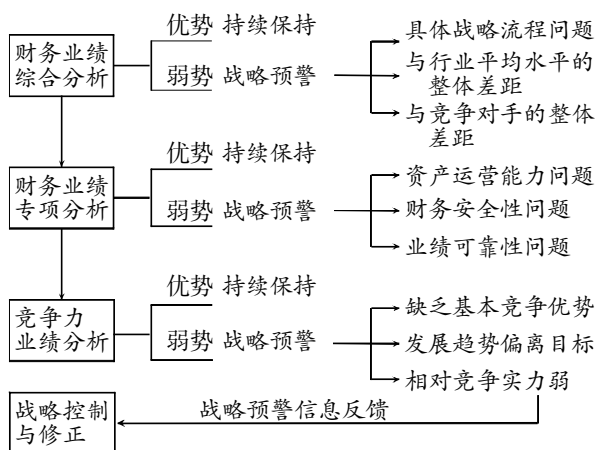 财务业绩
综合分析
优势 持续保持
弱势 战略预警
具体战略流程问题
与行业平均水平的
整体差距
与竞争对手的整体
差距
财务业绩
专项分析
优势 持续保持
弱势 战略预警
资产运营能力问题
财务安全性问题
业绩可靠性问题
竞争力
业绩分析
优势 持续保持
弱势 战略预警
缺乏基本竞争优势
发展趋势偏离目标
相对竞争实力弱
战略控制
与修正
战略预警信息反馈